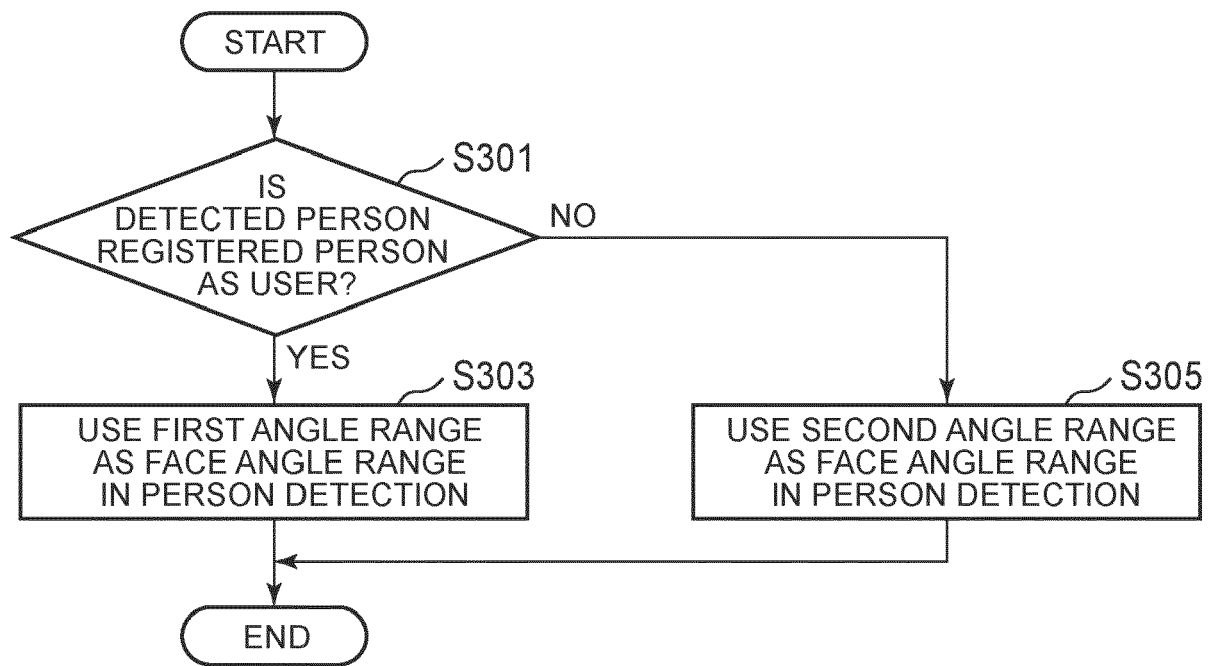 START
S301
IS
DETECTED PERSON
REGISTERED PERSON
AS USER?
NO
YES
S303
USE FIRST ANGLE RANGE
AS FACE ANGLE RANGE
IN PERSON DETECTION
S305
USE SECOND ANGLE RANGE
AS FACE ANGLE RANGE
IN PERSON DETECTION
END